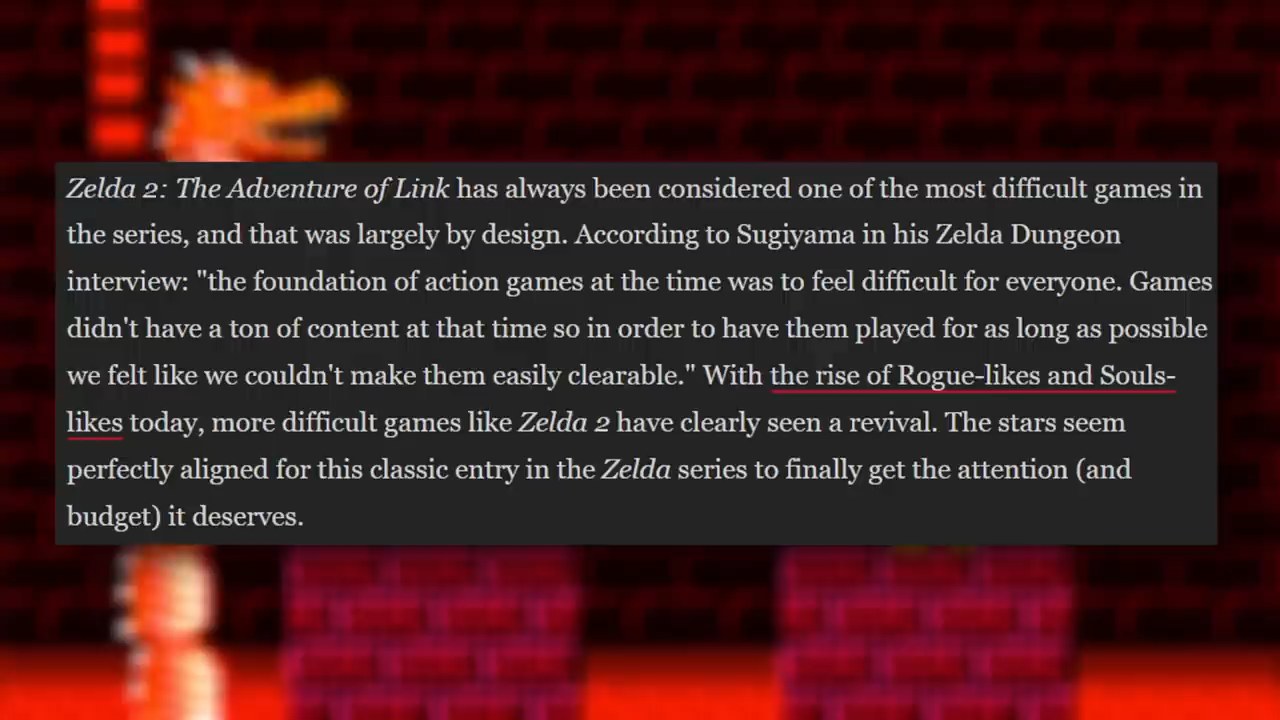 Zelda 2: The Adventure of Link has always been considered one of the most difficult games in
the series, and that was largely by design. According to Sugiyama in his Zelda Dungeon
interview: "the foundation of action games at the time was to feel difficult for everyone. Games
didn't have a ton of content at that time so in order to have them played for as long as possible
we felt like we couldn't make them easily clearable." With the rise of Rogue-likes and Souls-
likes today, more difficult games like Zelda 2 have clearly seen a revival. The stars seem
perfectly aligned for this classic entry in the Zelda series to finally get the attention (and
budget) it deserves.